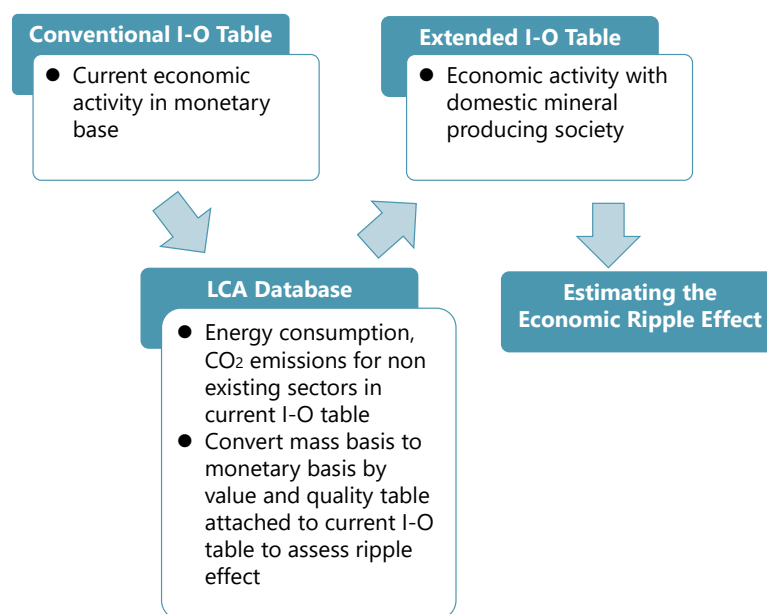 Conventional I-O Table
● Current economic
activity in monetary
base
Extended I-O Table
● Economic activity with
domestic mineral
producing society
LCA Database
● Energy consumption,
CO2 emissions for non
existing sectors in
current I-O table
● Convert mass basis to
monetary basis by
value and quality table
attached to current I-O
table to assess ripple
effect
Estimating the
Economic Ripple Effect